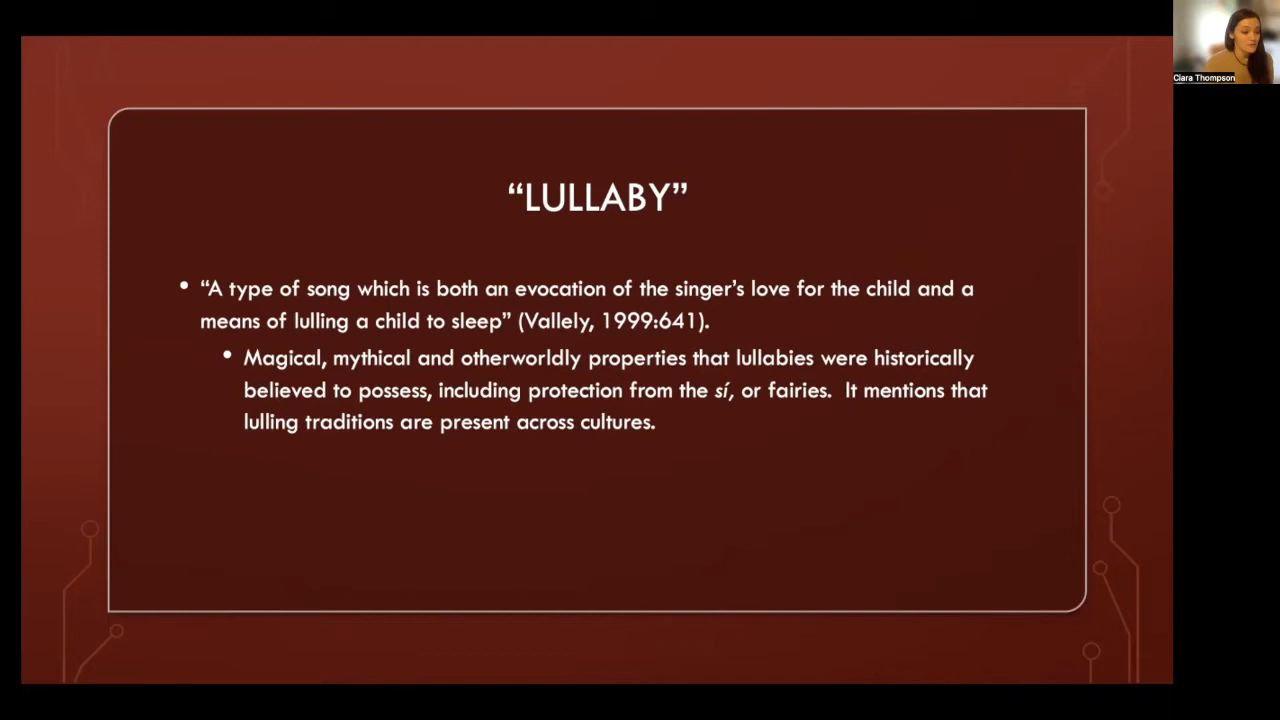 “LULLABY”
• “A type of song which is both an evocation of the singer’s love for the child and a
means of lulling a child to sleep” (Vallely, 1999:641).
• Magical, mythical and otherworldly properties that lullabies were historically
believed to possess, including protection from the sí, or fairies.  It mentions that
lulling traditions are present across cultures.
Clara Thompson